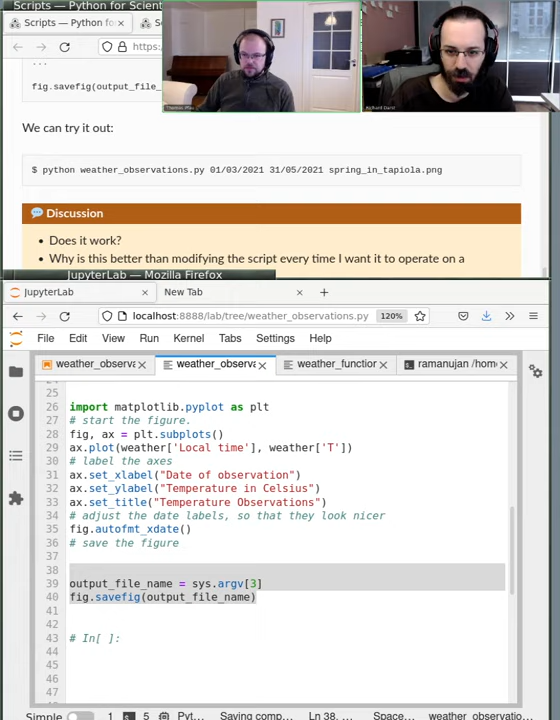 Scripts — Python for Scient
Scripts — Python for Scientific
Sc
https:
...
fig.savefig(output_file_
We can try it out:
$ python weather_observations.py 01/03/2021 31/05/2021 spring_in_tapiola.png
Discussion
Does it work?
Why is this better than modifying the script every time I want it to operate on a
JupyterLab — Mozilla Firefox
JupyterLab
New Tab
localhost:8888/lab/tree/weather_observations.py
120%
File Edit View Run Kernel Tabs Settings Help
weather_observa
weather_observa
weather_function
ramanujan /home
24
25
26 import matplotlib.pyplot as plt
27 # start the figure.
28 fig, ax = plt.subplots()
29 ax.plot(weather['Local time'], weather['T'])
30 # label the axes
31 ax.set_xlabel("Date of observation")
32 ax.set_ylabel("Temperature in Celsius")
33 ax.set_title("Temperature Observations")
34 # adjust the date labels, so that they look nicer
35 fig.autofmt_xdate()
36 # save the figure
37
38
39 output_file_name = sys.argv[3]
40 fig.savefig(output_file_name)
41
42
43 # In[ ]:
44
45
46
47
Simple 1 5 Pyt... Saving comp... Ln 38, ... Space... weather_observatio...